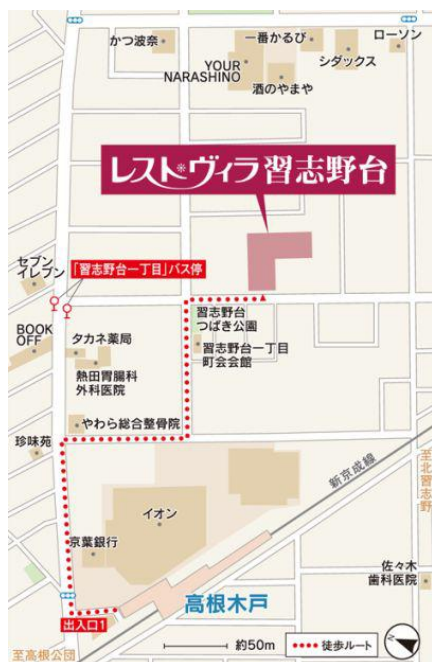 かつ波奈
一番かるび
ローソン
YOUR
NARASHINO
シダックス
酒のやまや
レストヴィラ習志野台
セブン
イレブン
「習志野台一丁目」バス停
BOOK
OFF
タカネ薬局
習志野台
つばき公園
習志野台一丁目
町会会館
熱田胃腸科
外科医院
やわら総合整骨院
珍味苑
至北習志野
新京成線
イオン
京葉銀行
佐々木
歯科医院
高根木戸
出入口1
至高根公団
約50m
徒歩ルート
N